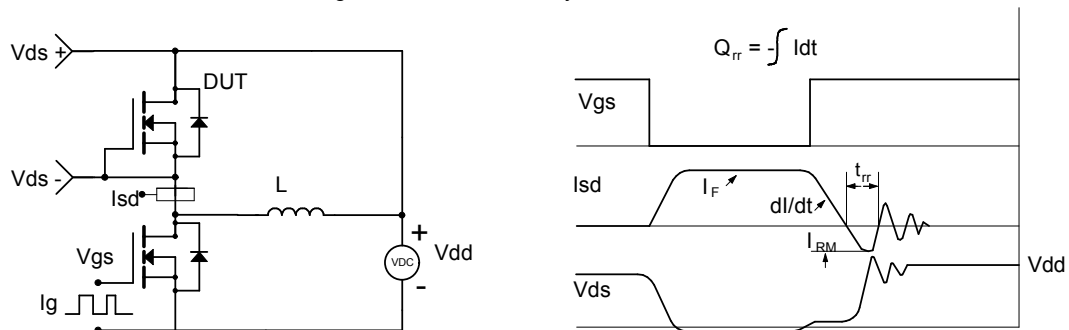 Vds +
DUT
Vds -
Isd
L
Vgs
Ig
+
VDC
-
Vdd
Qrr = -∫ Idt
Vgs
Isd
IF
dI/dt
trr
IRM
Vds
Vdd